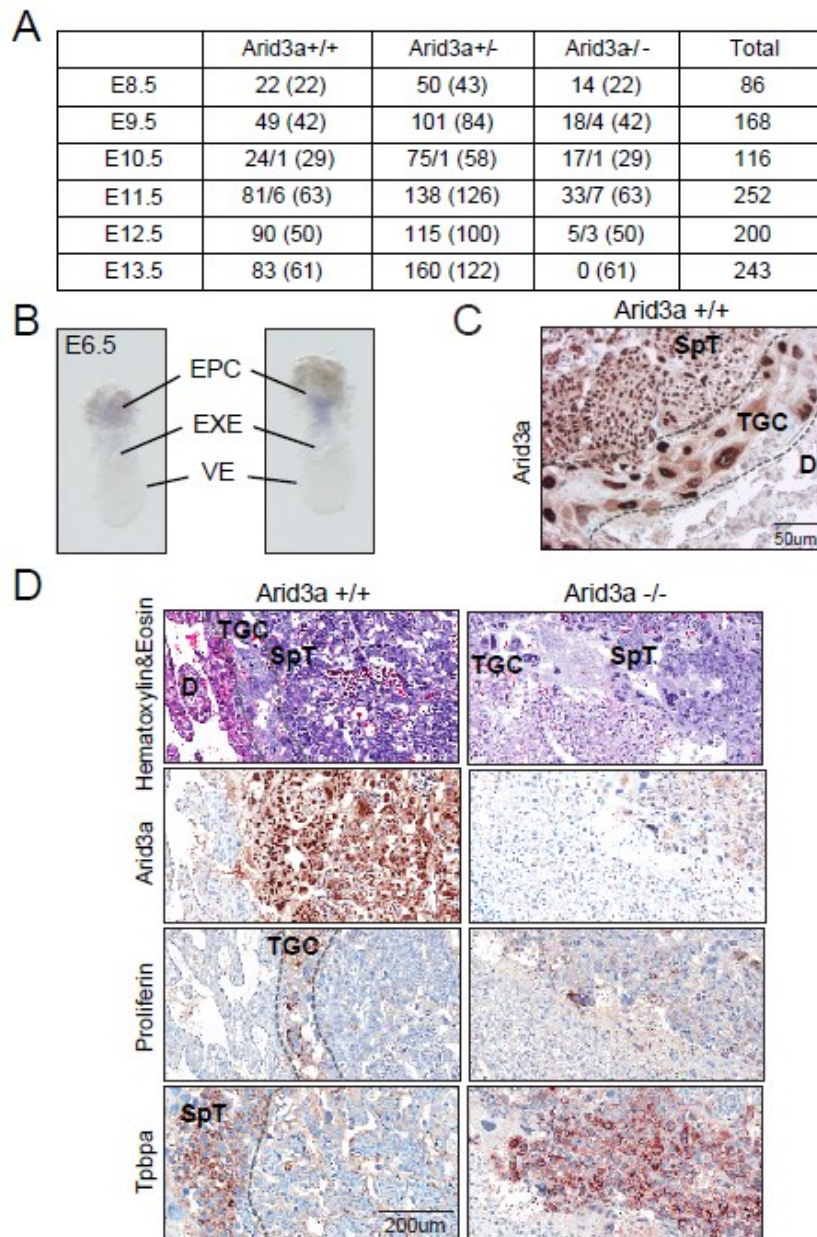 A
Arid3a+/+ Arid3a+/- Arid3a-/- Total
E8.5 22 (22) 50 (43) 14 (22) 86
E9.5 49 (42) 101 (84) 18/4 (42) 168
E10.5 24/1 (29) 75/1 (58) 17/1 (29) 116
E11.5 81/6 (63) 138 (126) 33/7 (63) 252
E12.5 90 (50) 115 (100) 5/3 (50) 200
E13.5 83 (61) 160 (122) 0 (61) 243
B
E6.5
EPC
EXE
VE
C
Arid3a +/+
Arid3a
SpT
TGC
D
50um
D
Arid3a +/+ Arid3a -/-
Hematoxylin&Eosin
TGC
SpT
D
TGC
SpT
Arid3a
Proliferin
TGC
Tpbpa
SpT
200um